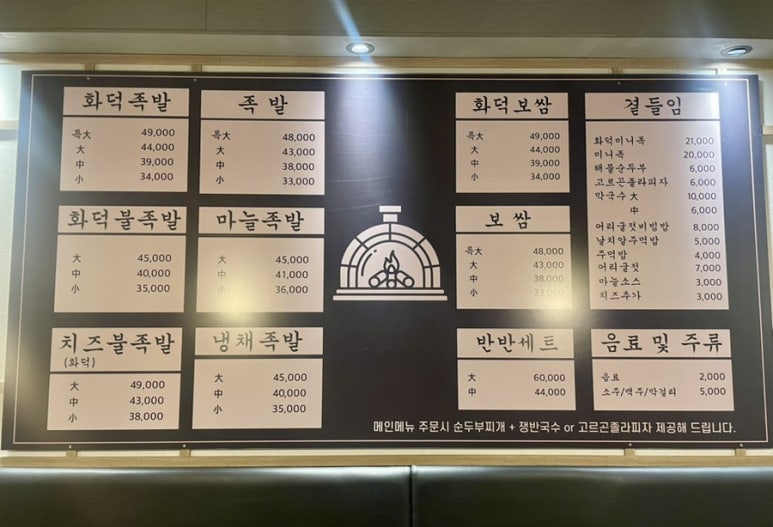 화덕족발
특大 49,000
大 44,000
中 39,000
小 34,000
족발
특大 48,000
大 43,000
中 38,000
小 33,000
화덕불족발
大 45,000
中 40,000
小 35,000
마늘족발
大 45,000
中 41,000
小 36,000
치즈불족발
(화덕)
大 49,000
中 43,000
小 38,000
냉채족발
大 45,000
中 40,000
小 35,000
화덕보쌈
특大 49,000
大 44,000
中 39,000
小 34,000
보쌈
특大 48,000
大 43,000
中 38,000
小 33,000
반반세트
大 60,000
中 44,000
곁들임
화덕미니족 21,000
미니족 20,000
해물순두부 6,000
고르곤졸라피자 6,000
막국수 大 10,000
中 6,000
어리굴젓비빔밥 8,000
날치알주먹밥 5,000
주먹밥 4,000
어리굴젓 7,000
마늘소스 3,000
치즈추가 3,000
음료 및 주류
음료 2,000
소주/맥주/막걸리 5,000
메인메뉴 주문시 순두부찌개 + 쟁반국수 or 고르곤졸라피자 제공해 드립니다.